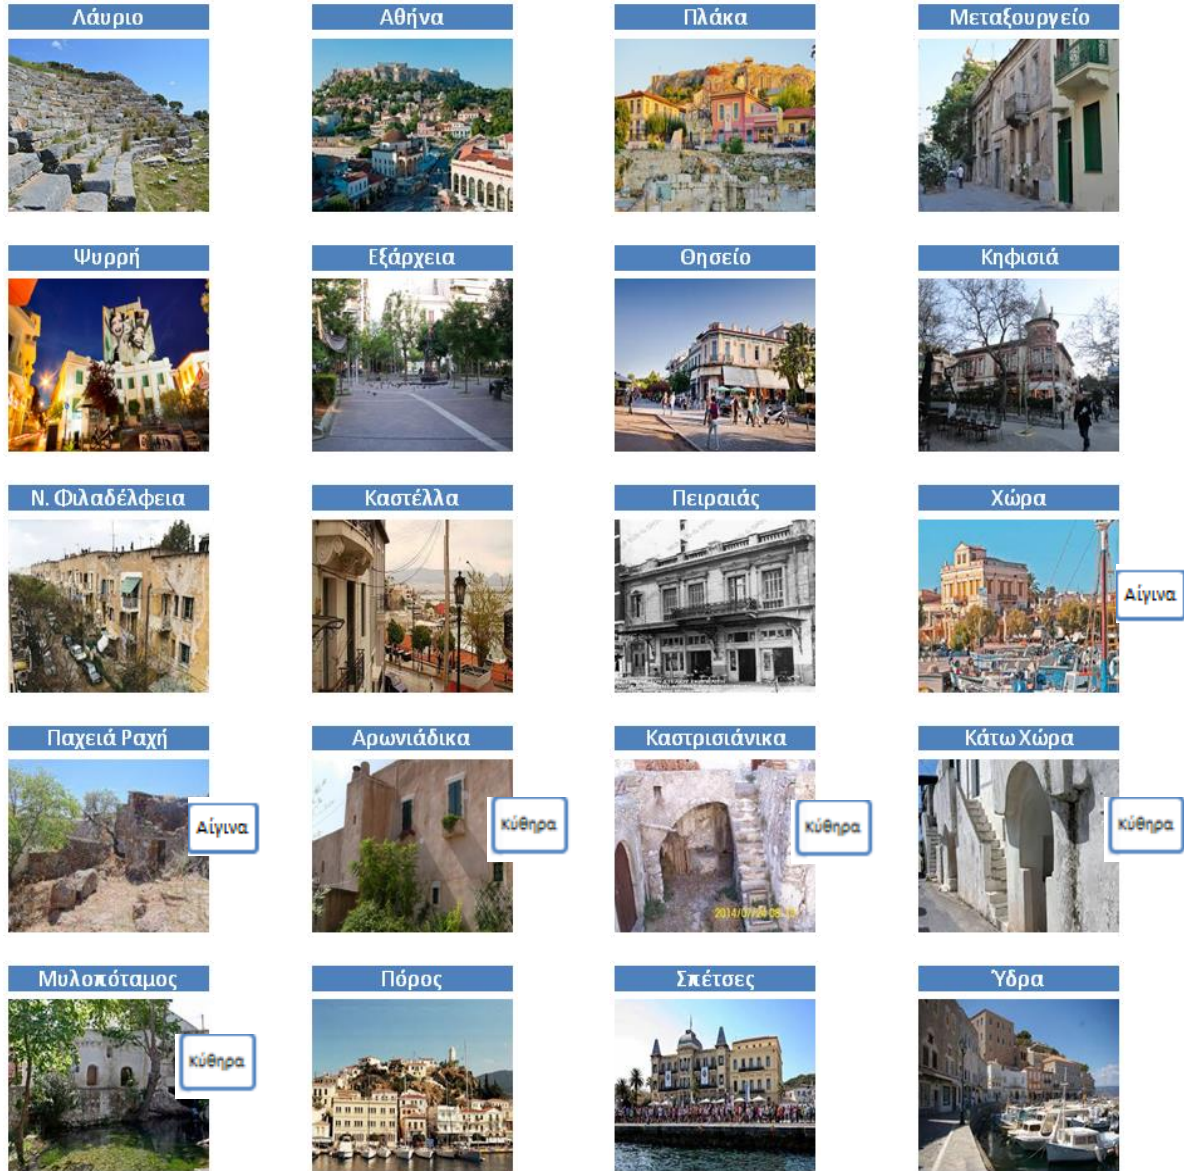 Λάυριο
Αθήνα
Πλάκα
Μεταξουργείο
Ψυρρή
Εξάρχεια
Θησείο
Κηφισιά
Ν. Φιλαδέλφεια
Καστέλλα
Πειραιάς
Χώρα
Αίγινα
Παχειά Ραχή
Αίγινα
Αρωνιάδικα
Κύθηρα
Καστρισιάνικα
Κύθηρα
Κάτω Χώρα
Κύθηρα
Μυλοπόταμος
Κύθηρα
Πόρος
Σπέτσες
Ύδρα